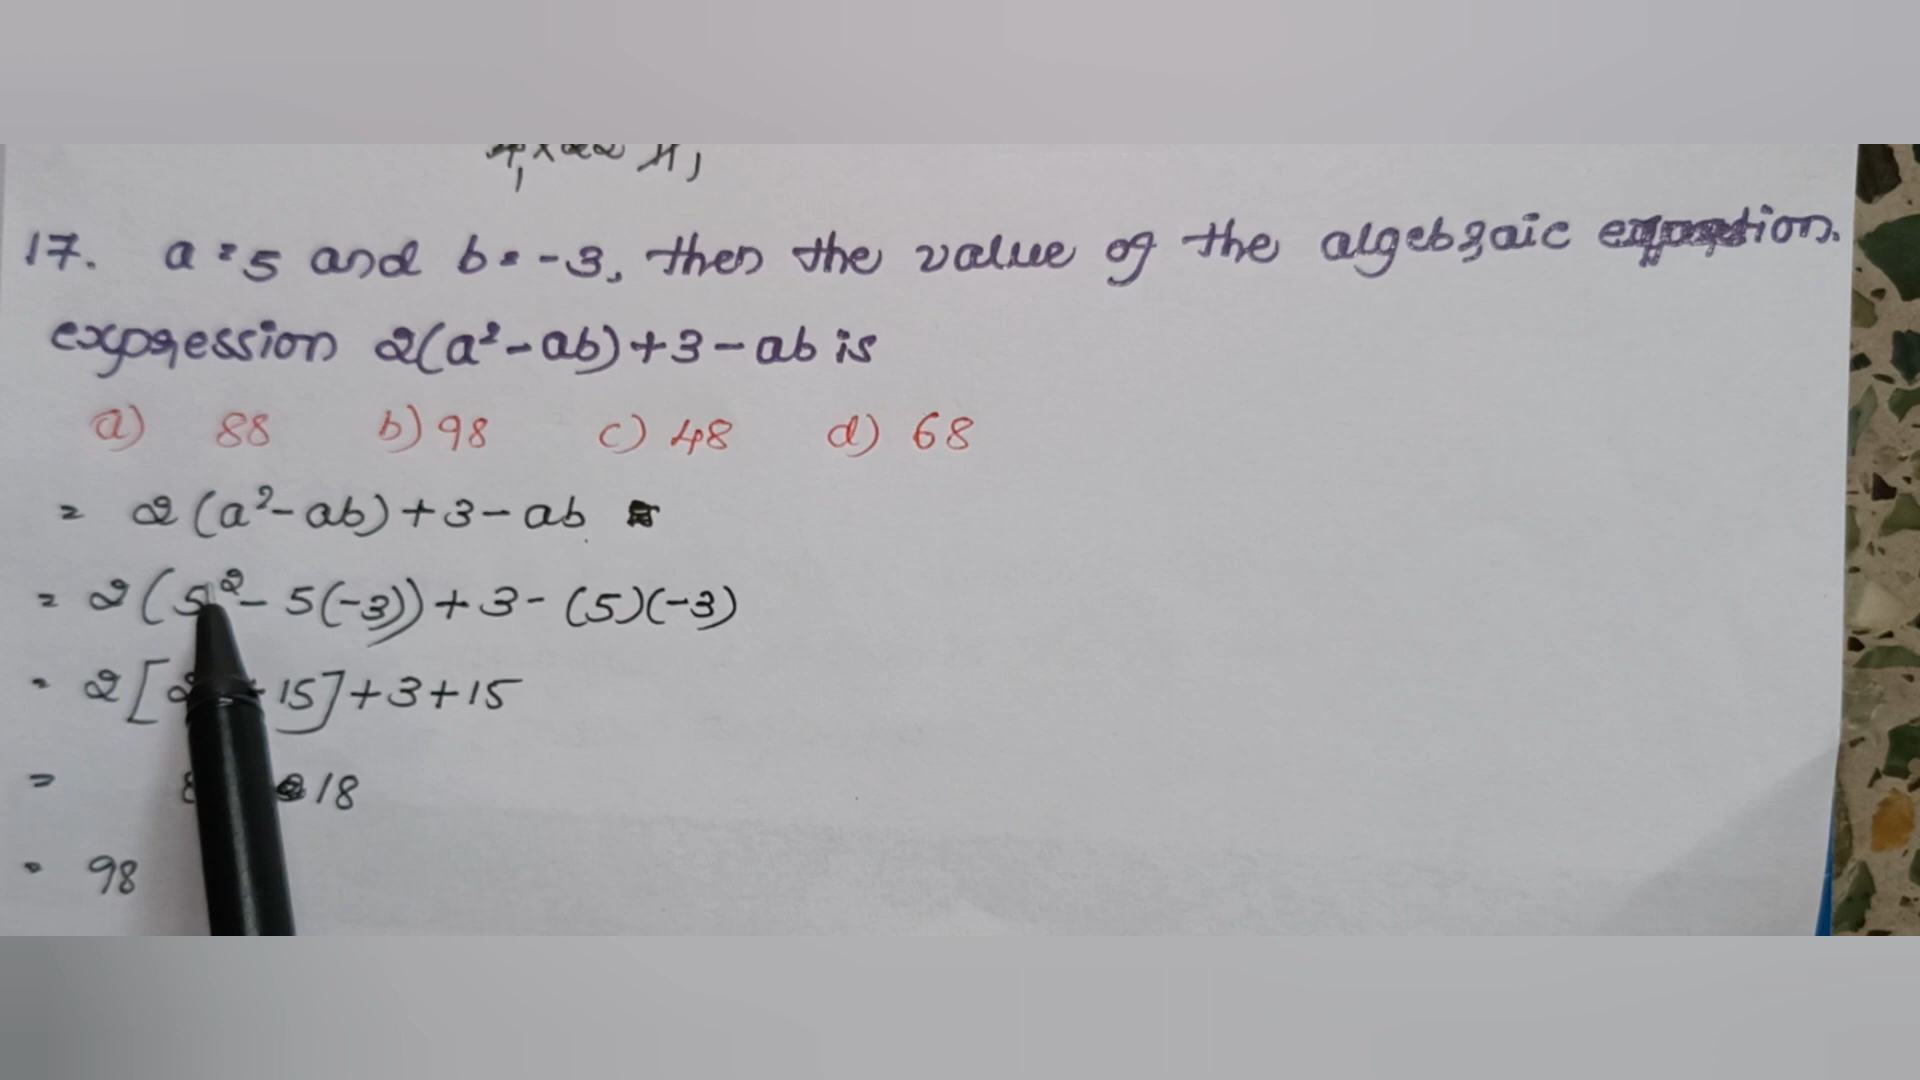 17. a = 5 and b = -3, then the value of the algebraic
expression 2(a²-ab)+3-ab is
a) 88 b) 98 c) 48 d) 68
= 2(a²-ab)+3-ab
= 2(5²-5(-3))+3-(5)(-3)
= 2[ 15]+3+15
= 18
= 98